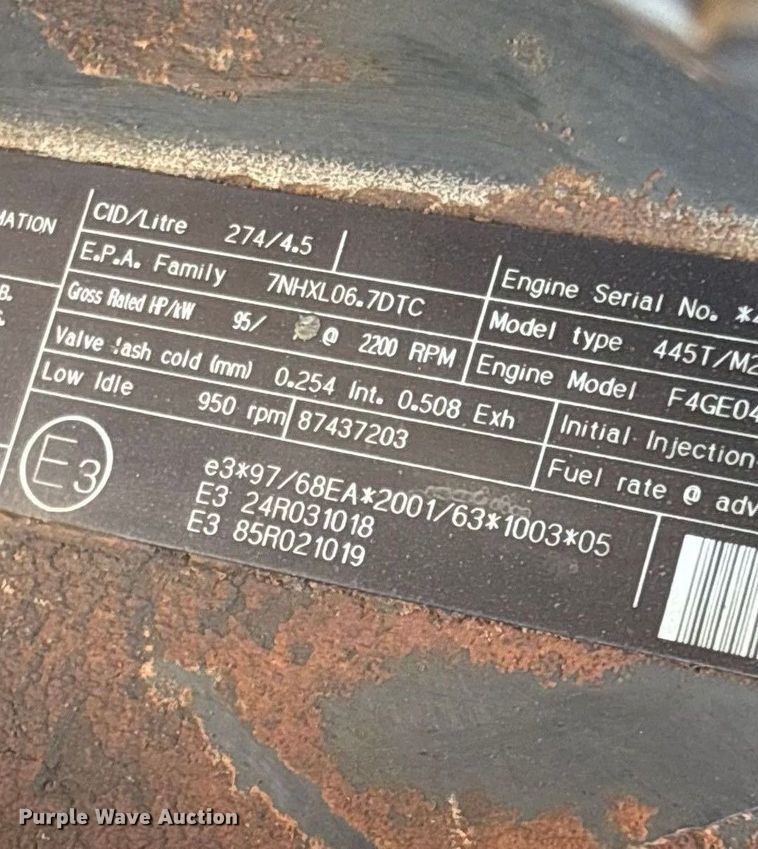 MATION
CID/Litre 274/4.5
E.P.A. Family 7NHXL06.7DTC
Gross Rated HP/kW 95/ @ 2200 RPM
Valve lash cold (mm) 0.254 Int. 0.508 Exh
Low Idle 950 rpm 87437203
B.
Engine Serial No. *4
Model type 445T/M2
Engine Model F4GE04
Initial Injection
Fuel rate @ adv
E3
e3*97/68EA*2001/63*1003*05
E3 24R031018
E3 85R021019
Purple Wave Auction